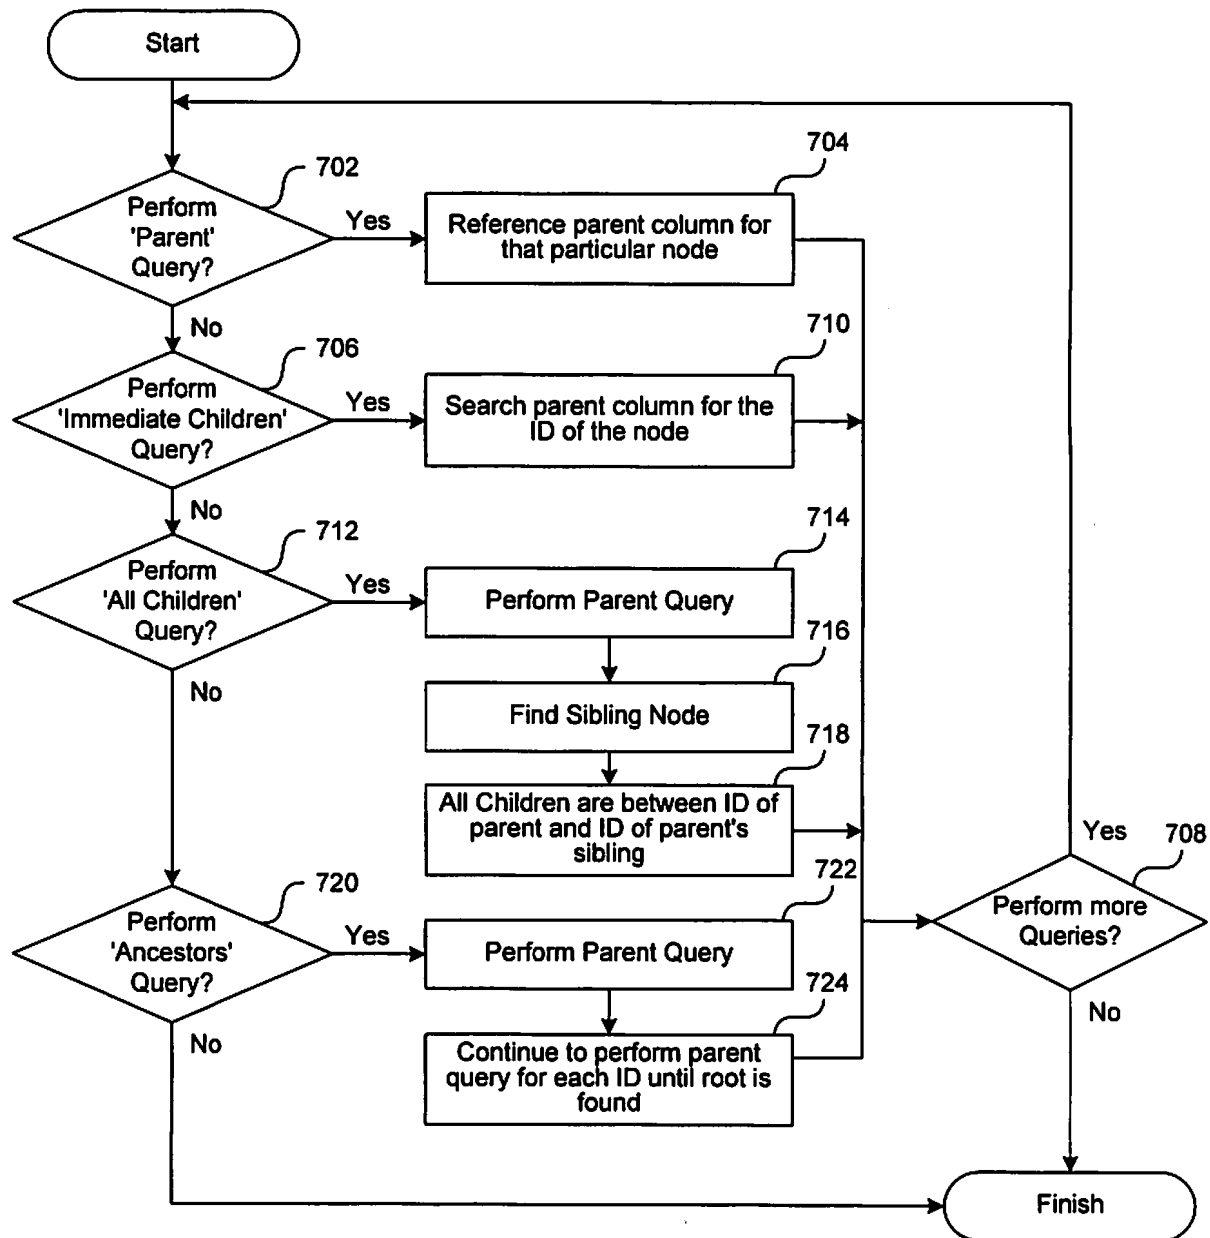 Start
702
Perform
'Parent'
Query?
Yes
704
Reference parent column for
that particular node
No
706
Perform
'Immediate Children'
Query?
Yes
710
Search parent column for the
ID of the node
No
712
Perform
'All Children'
Query?
Yes
714
Perform Parent Query
716
Find Sibling Node
718
All Children are between ID of
parent and ID of parent's
sibling
No
720
Perform
'Ancestors'
Query?
Yes
722
Perform Parent Query
724
Continue to perform parent
query for each ID until root is
found
No
Yes
708
Perform more
Queries?
No
Finish